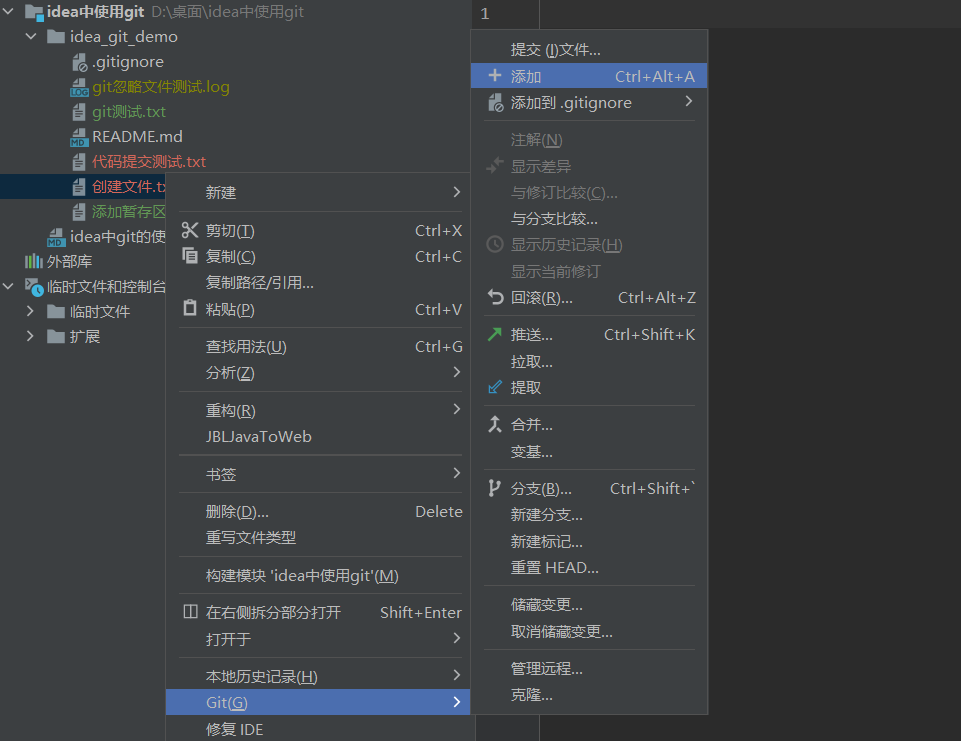 idea中使用git D:\桌面\idea中使用git
idea_git_demo
.gitignore
git忽略文件测试.log
git测试.txt
README.md
代码提交测试.txt
创建文件.tx
添加暂存区
idea中git的使
外部库
临时文件和控制台
临时文件
扩展
新建
剪切(T) Ctrl+X
复制(C) Ctrl+C
复制路径/引用...
粘贴(P) Ctrl+V
查找用法(U) Ctrl+G
分析(Z)
重构(R)
JBLJavaToWeb
书签
删除(D)... Delete
重写文件类型
构建模块 'idea中使用git'(M)
在右侧拆分部分打开 Shift+Enter
打开于
本地历史记录(H)
Git(G)
修复 IDE
1
提交 (I)文件...
添加 Ctrl+Alt+A
添加到 .gitignore
注解(N)
显示差异
与修订比较(C)...
与分支比较...
显示历史记录(H)
显示当前修订
回滚(R)... Ctrl+Alt+Z
推送... Ctrl+Shift+K
拉取...
提取
合并...
变基...
分支(B)... Ctrl+Shift+`
新建分支...
新建标记...
重置 HEAD...
储藏变更...
取消储藏变更...
管理远程...
克隆...
LOG
MD
MD